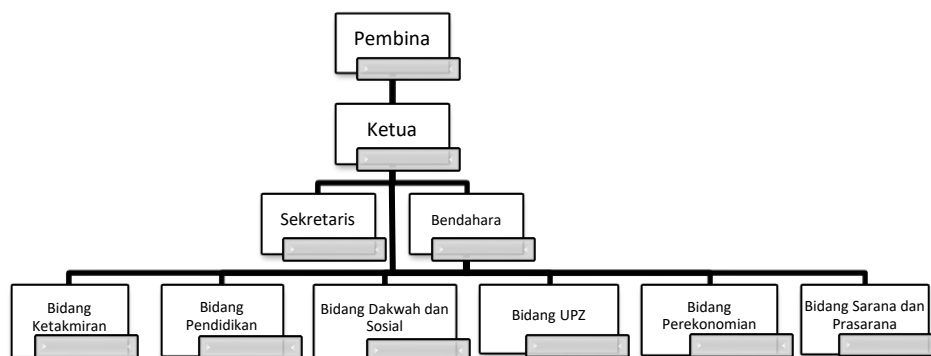 Pembina
Ketua
Sekretaris
Bendahara
Bidang
Ketakmiran
Bidang
Pendidikan
Bidang Dakwah dan
Sosial
Bidang UPZ
Bidang
Perekonomian
Bidang Sarana dan
Prasarana